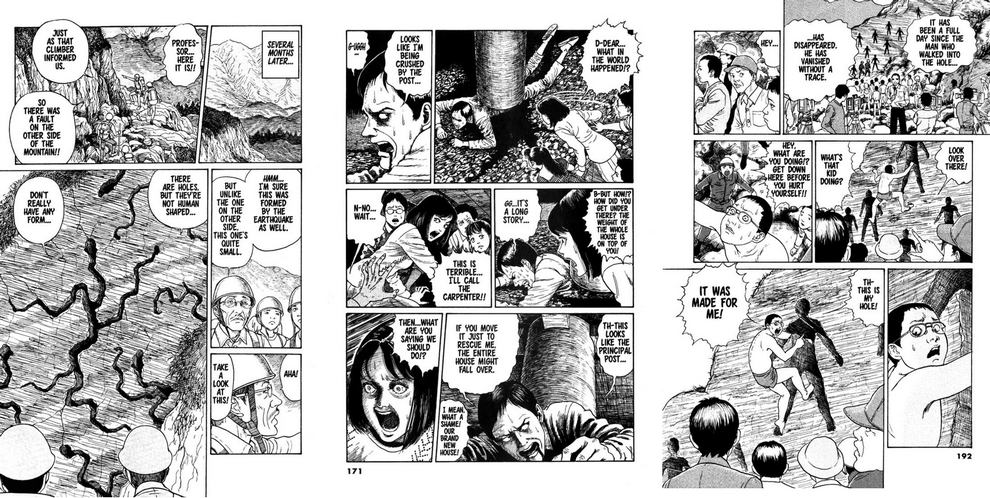 SEVERAL
MONTHS
LATER...
PROFES-
SOR...
HERE
IT IS!!
JUST
AS THAT
CLIMBER
INFORMED
US.
SO
THERE WAS
A FAULT
ON THE
OTHER SIDE
OF THE
MOUNTAIN!!
HMM...
I'M SURE
THIS WAS
FORMED
BY THE
EARTHQUAKE
AS WELL.
BUT
UNLIKE
THE ONE
ON THE
OTHER
SIDE, THIS
ONE'S
QUITE
SMALL.
AHA!
TAKE
A LOOK
AT
THIS!
THERE
ARE HOLES,
BUT THEY'RE
NOT HUMAN
SHAPED...
DON'T
REALLY
HAVE ANY
FORM...
D-DEAR...
WHAT IN
THE WORLD
HAPPENED!?
LOOKS
LIKE I'M
BEING
CRUSHED
BY THE
POST...
G-UGGH
B-BUT HOW!?
HOW DID
YOU GET
UNDER
THERE? THE
WEIGHT OF
THE WHOLE
HOUSE IS
ON TOP OF
YOU!
GG...IT'S
A LONG
STORY...
THIS IS
TERRIBLE...
I'LL CALL
THE
CARPENTER!!
N-NO...
WAIT...
TH-THIS
LOOKS
LIKE THE
PRINCIPAL
POST...
IF YOU MOVE
IT JUST TO
RESCUE ME,
THE ENTIRE
HOUSE MIGHT
FALL OVER.
I MEAN,
WHAT A
SHAME!
OUR
BRAND
NEW
HOUSE!
THEN...WHAT
ARE YOU
SAYING WE
SHOULD
DO!?
171
IT HAS
BEEN A FULL
DAY SINCE THE
MAN WHO
WALKED INTO
THE HOLE...
...HAS
DISAPPEARED.
HE HAS
VANISHED
WITHOUT A
TRACE.
HEY...
LOOK
OVER
THERE!
WHAT'S
THAT
KID
DOING?
HEY,
WHAT ARE
YOU DOING!?
GET DOWN
HERE BEFORE
YOU HURT
YOURSELF!!
TH-
THIS
IS MY
HOLE!
IT WAS
MADE FOR
ME!
192